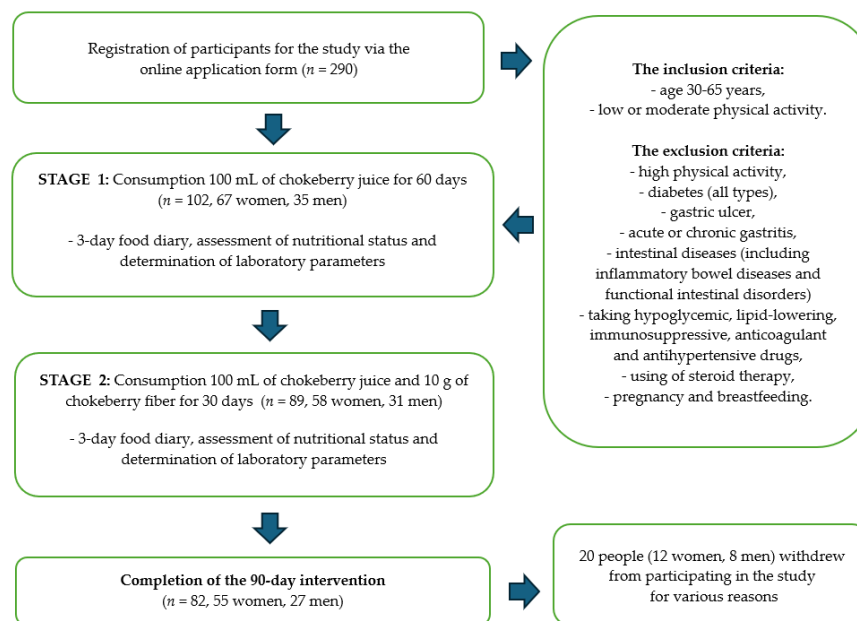 Registration of participants for the study via the
online application form (n = 290)
The inclusion criteria:
- age 30-65 years,
- low or moderate physical activity.
The exclusion criteria:
- high physical activity,
- diabetes (all types),
- gastric ulcer,
- acute or chronic gastritis,
- intestinal diseases (including
inflammatory bowel diseases and
functional intestinal disorders)
- taking hypoglycemic, lipid-lowering,
immunosuppressive, anticoagulant
and antihypertensive drugs,
- using of steroid therapy,
- pregnancy and breastfeeding.
STAGE 1: Consumption 100 mL of chokeberry juice for 60 days
(n = 102, 67 women, 35 men)
- 3-day food diary, assessment of nutritional status and
determination of laboratory parameters
STAGE 2: Consumption 100 mL of chokeberry juice and 10 g of
chokeberry fiber for 30 days (n = 89, 58 women, 31 men)
- 3-day food diary, assessment of nutritional status and
determination of laboratory parameters
Completion of the 90-day intervention
(n = 82, 55 women, 27 men)
20 people (12 women, 8 men) withdrew
from participating in the study
for various reasons